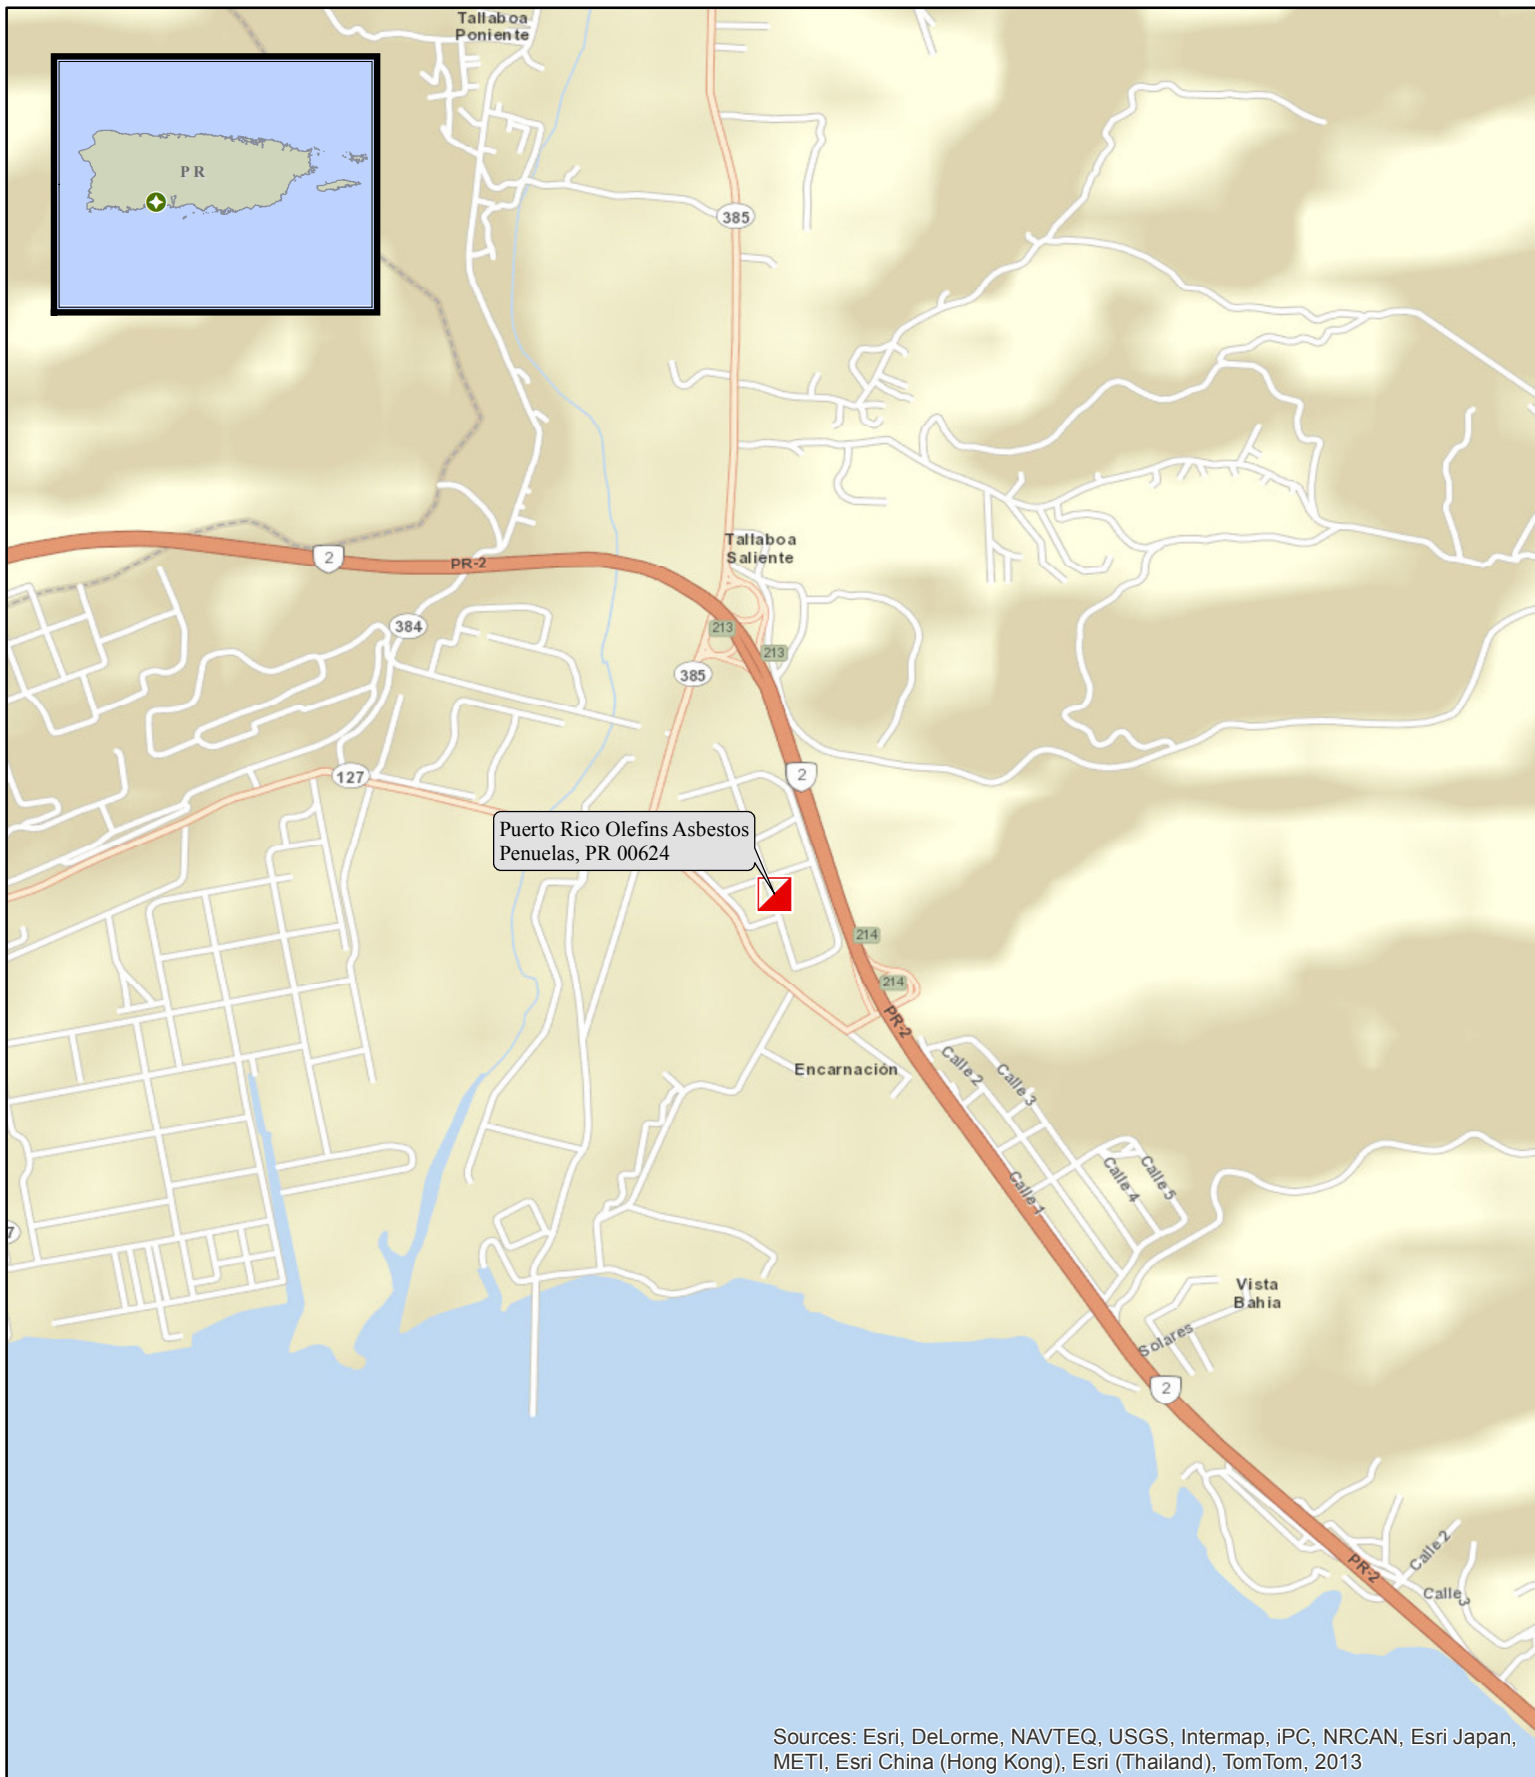 Tallaboa
Poniente
P R
385
Tallaboa
Saliente
2
PR-2
384
213
213
385
2
127
Puerto Rico Olefins Asbestos
Penuelas, PR 00624
214
214
PR-2
Encarnación
Calle 2
Calle 3
Calle 4
Calle 5
Calle 1
7
Vista
Bahia
Solares
2
PR-2
Calle 2
Calle 3
Sources: Esri, DeLorme, NAVTEQ, USGS, Intermap, iPC, NRCAN, Esri Japan,
METI, Esri China (Hong Kong), Esri (Thailand), TomTom, 2013